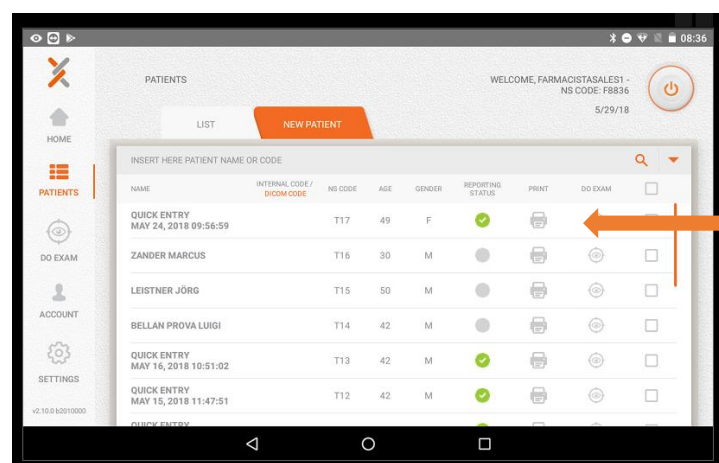 08:36
PATIENTS
WELCOME, FARMACISTASALES1 -
NS CODE: F8836
5/29/18
LIST
NEW PATIENT
HOME
PATIENTS
DO EXAM
ACCOUNT
SETTINGS
v2.10.0 b2010000
INSERT HERE PATIENT NAME OR CODE
NAME INTERNAL CODE / DICOM CODE NS CODE AGE GENDER REPORTING STATUS PRINT DO EXAM
QUICK ENTRY
MAY 24, 2018 09:56:59 T17 49 F
ZANDER MARCUS T16 30 M
LEISTNER JÖRG T15 50 M
BELLAN PROVA LUIGI T14 42 M
QUICK ENTRY
MAY 16, 2018 10:51:02 T13 42 M
QUICK ENTRY
MAY 15, 2018 11:47:51 T12 42 M
QUICK ENTRY